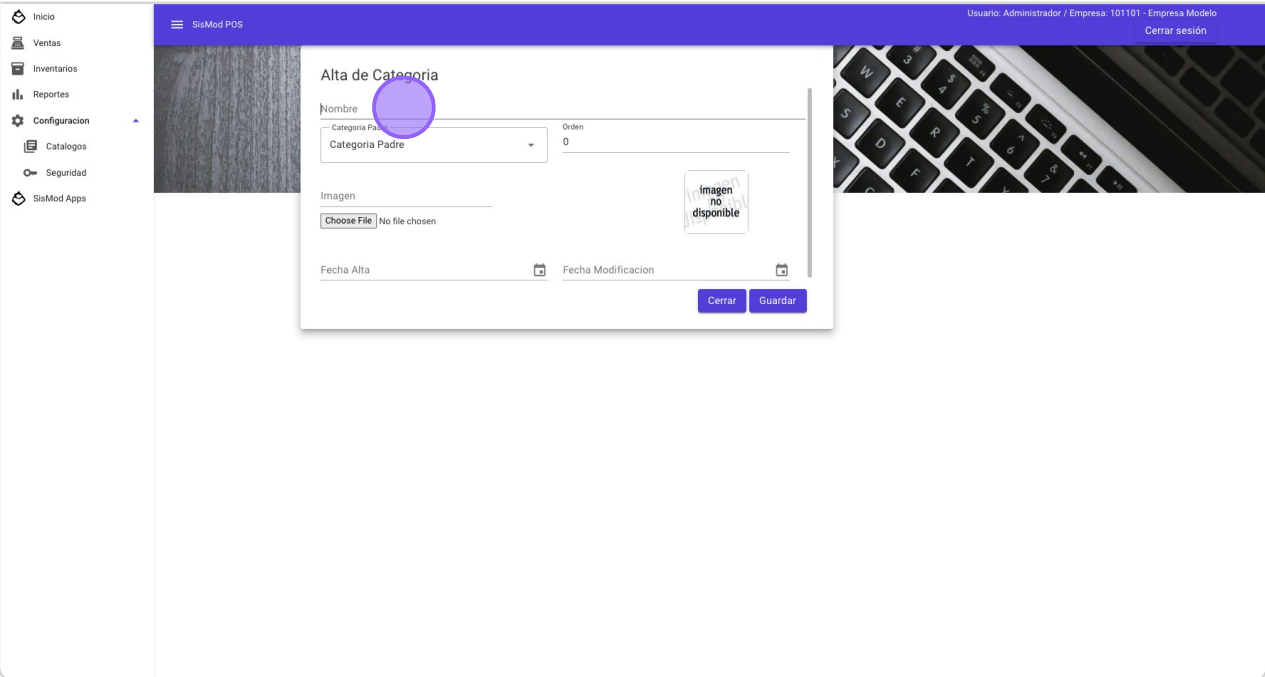 Inicio
Ventas
Inventarios
Reportes
Configuracion
Catalogos
Seguridad
SisMod Apps
SisMod POS
Usuario: Administrador / Empresa: 101101 - Empresa Modelo
Cerrar sesión
Alta de Categoria
Nombre
Categoria Padre
Categoria Padre
Orden
0
Imagen
Choose File No file chosen
imagen
no
disponible
Fecha Alta
Fecha Modificacion
Cerrar
Guardar